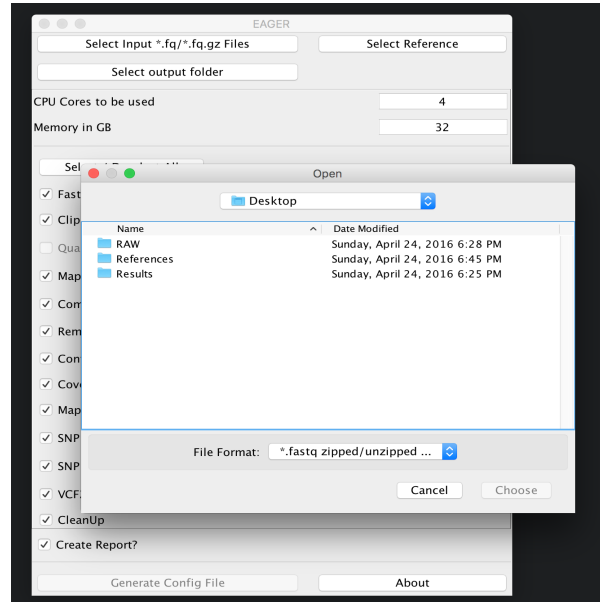 EAGER
Select Input *.fq/*.fq.gz Files
Select Reference
Select output folder
CPU Cores to be used
4
Memory in GB
32
Open
Desktop
Name
Date Modified
RAW
Sunday, April 24, 2016 6:28 PM
References
Sunday, April 24, 2016 6:45 PM
Results
Sunday, April 24, 2016 6:25 PM
File Format:
*.fastq zipped/unzipped ...
Cancel
Choose
Fast
Clip
Qua
Map
Com
Rem
Con
Cov
Map
SNP
SNP
VCF
CleanUp
Create Report?
Generate Config File
About